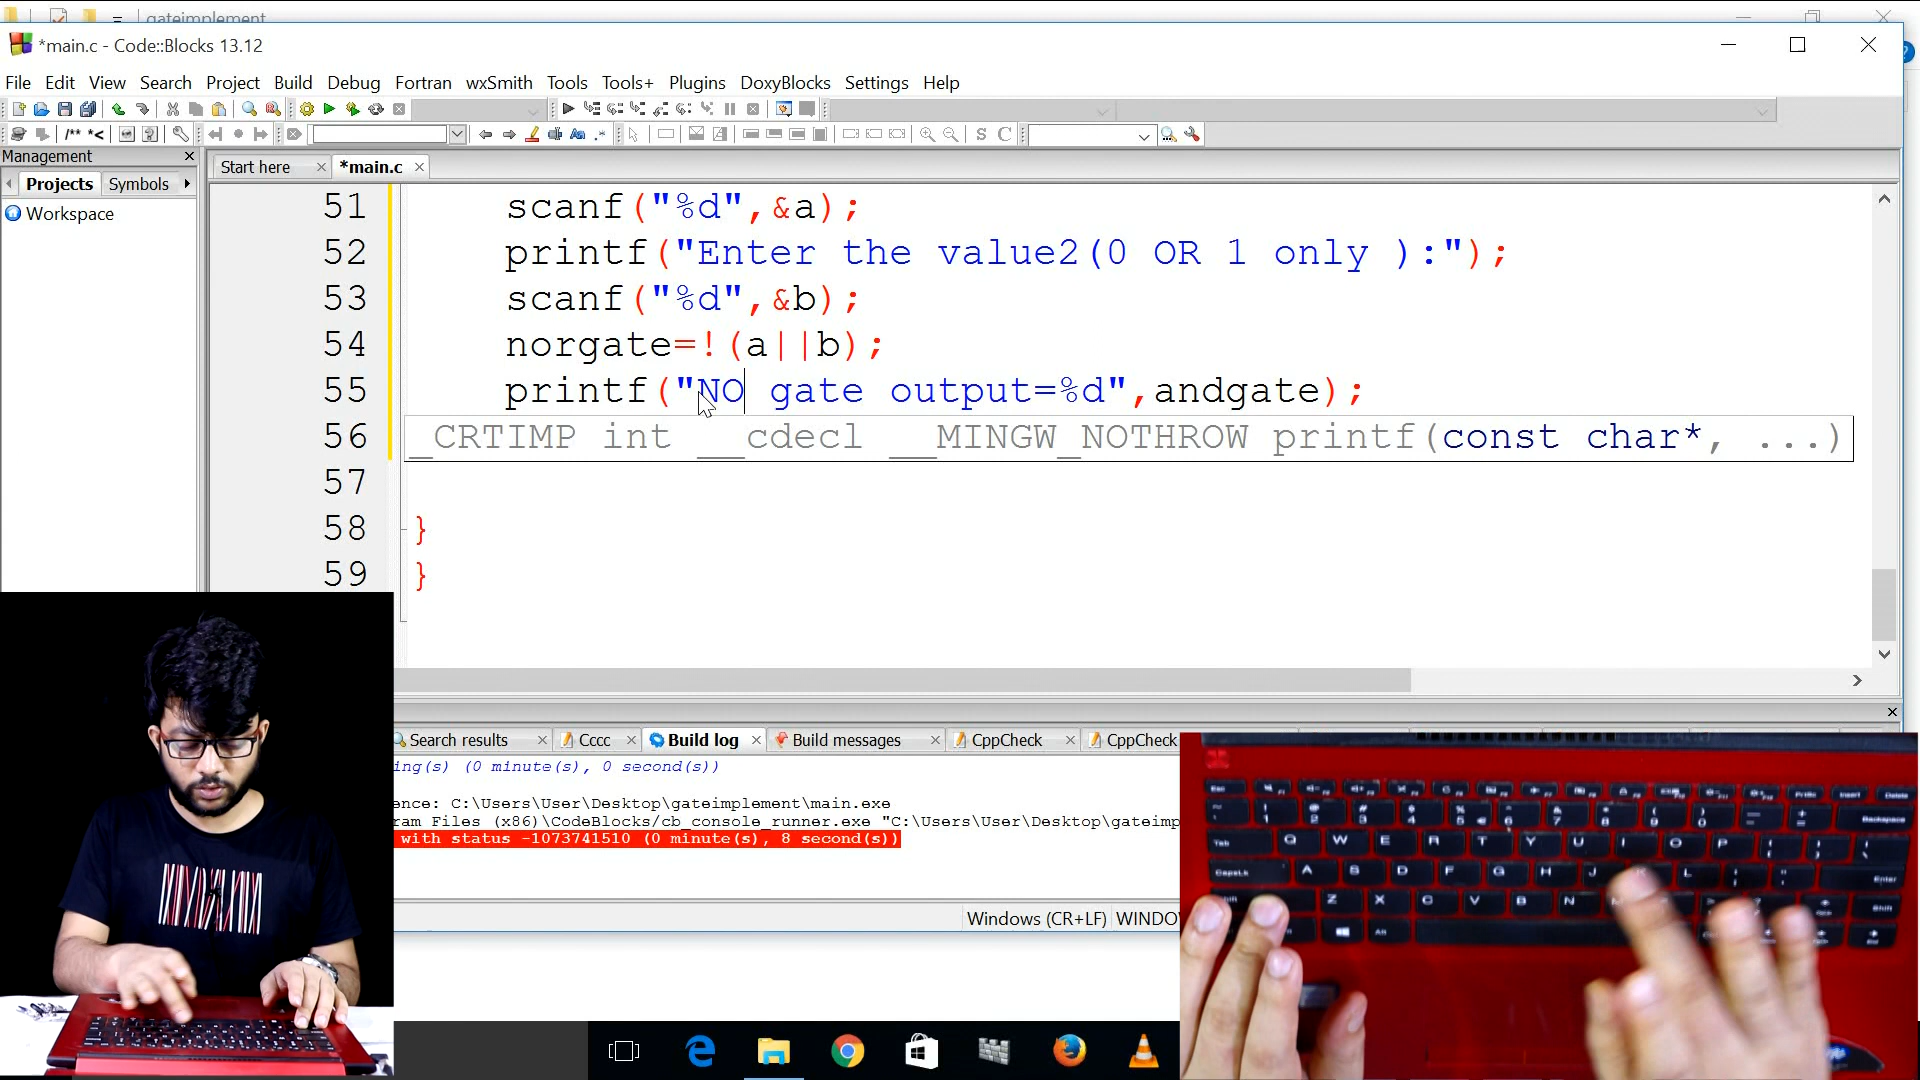 gateimplement
*main.c - Code::Blocks 13.12
File Edit View Search Project Build Debug Fortran wxSmith Tools Tools+ Plugins DoxyBlocks Settings Help
/** *<
Management
Projects Symbols
Workspace
Start here *main.c
51 scanf("%d",&a);
52 printf("Enter the value2(0 OR 1 only ):");
53 scanf("%d",&b);
54 norgate=!(a||b);
55 printf("NO gate output=%d",andgate);
56 _CRTIMP int __cdecl __MINGW_NOTHROW printf(const char*, ...)
57
58 }
59 }
Search results Cccc Build log Build messages CppCheck CppCheck
ing(s) (0 minute(s), 0 second(s))
ence: C:\Users\User\Desktop\gateimplement\main.exe
ram Files (x86)\CodeBlocks/cb_console_runner.exe "C:\Users\User\Desktop\gateimp
with status -1073741510 (0 minute(s), 8 second(s))
Windows (CR+LF) WINDO
Q W E R T Y U I O P
A S D F G H J K L
Z X C V B N